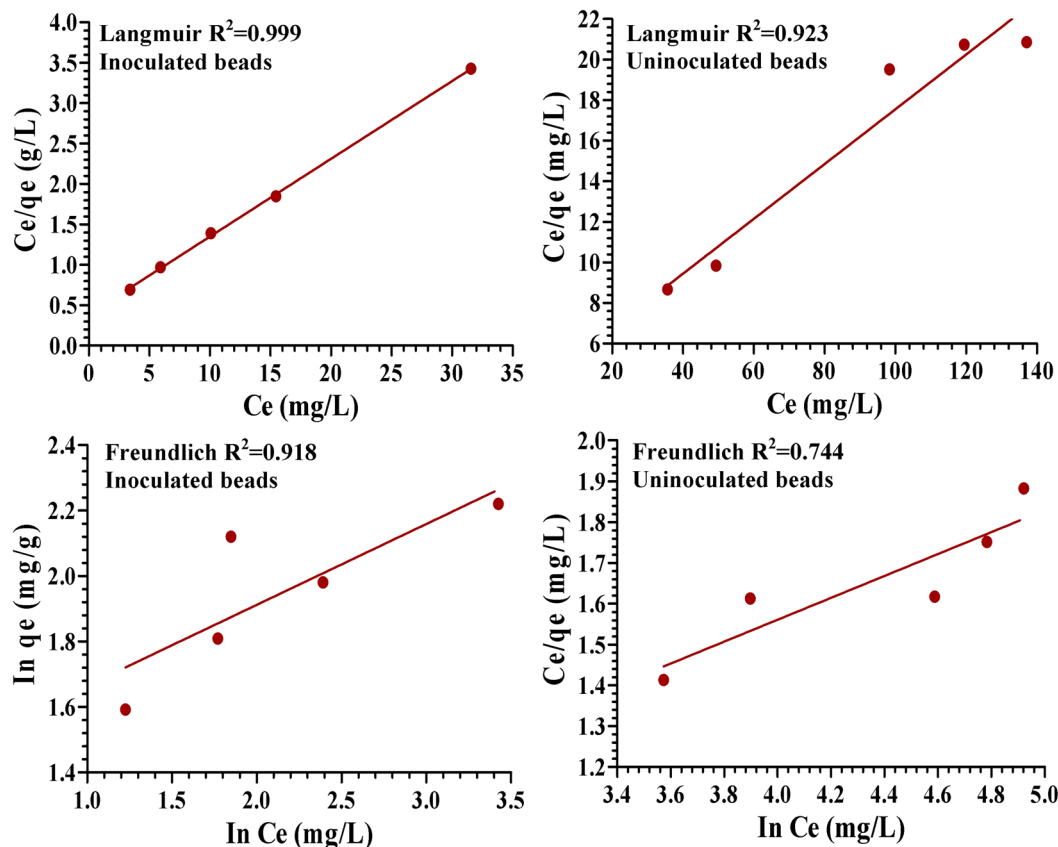 Langmuir R²=0.999
Inoculated beads
Ce/qe (g/L)
4.0
3.5
3.0
2.5
2.0
1.5
1.0
0.5
0.0
0 5 10 15 20 25 30 35
Ce (mg/L)
Langmuir R²=0.923
Uninoculated beads
Ce/qe (mg/L)
22
20
18
16
14
12
10
8
6
20 40 60 80 100 120 140
Ce (mg/L)
Freundlich R²=0.918
Inoculated beads
In qe (mg/g)
2.4
2.2
2.0
1.8
1.6
1.4
1.0 1.5 2.0 2.5 3.0 3.5
In Ce (mg/L)
Freundlich R²=0.744
Uninoculated beads
Ce/qe (mg/L)
2.0
1.9
1.8
1.7
1.6
1.5
1.4
1.3
1.2
3.4 3.6 3.8 4.0 4.2 4.4 4.6 4.8 5.0
In Ce (mg/L)